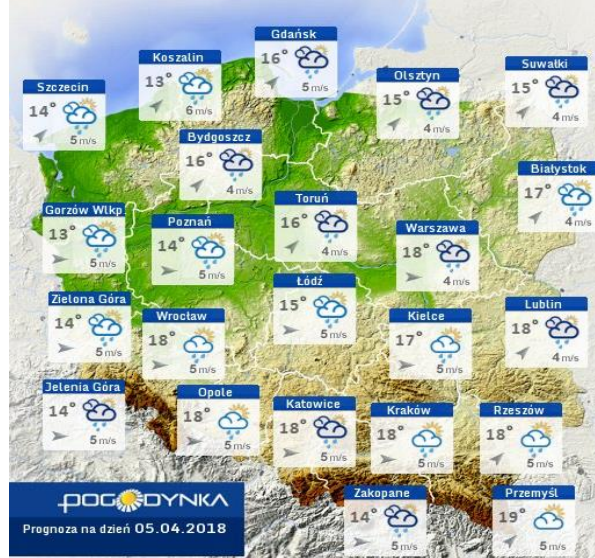 Gdańsk
16°
5 m/s
Koszalin
13°
6 m/s
Suwałki
15°
4 m/s
Olsztyn
15°
4 m/s
Szczecin
14°
5 m/s
Bydgoszcz
16°
4 m/s
Białystok
17°
4 m/s
Toruń
16°
4 m/s
Gorzów Wlkp.
13°
5 m/s
Poznań
14°
5 m/s
Warszawa
18°
4 m/s
Łódź
15°
5 m/s
Zielona Góra
14°
5 m/s
Lublin
18°
4 m/s
Wrocław
18°
5 m/s
Kielce
17°
5 m/s
Jelenia Góra
14°
5 m/s
Opole
18°
5 m/s
Katowice
18°
5 m/s
Kraków
18°
5 m/s
Rzeszów
18°
5 m/s
Zakopane
14°
5 m/s
Przemyśl
19°
5 m/s
POGODYNKA
Prognoza na dzień 05.04.2018